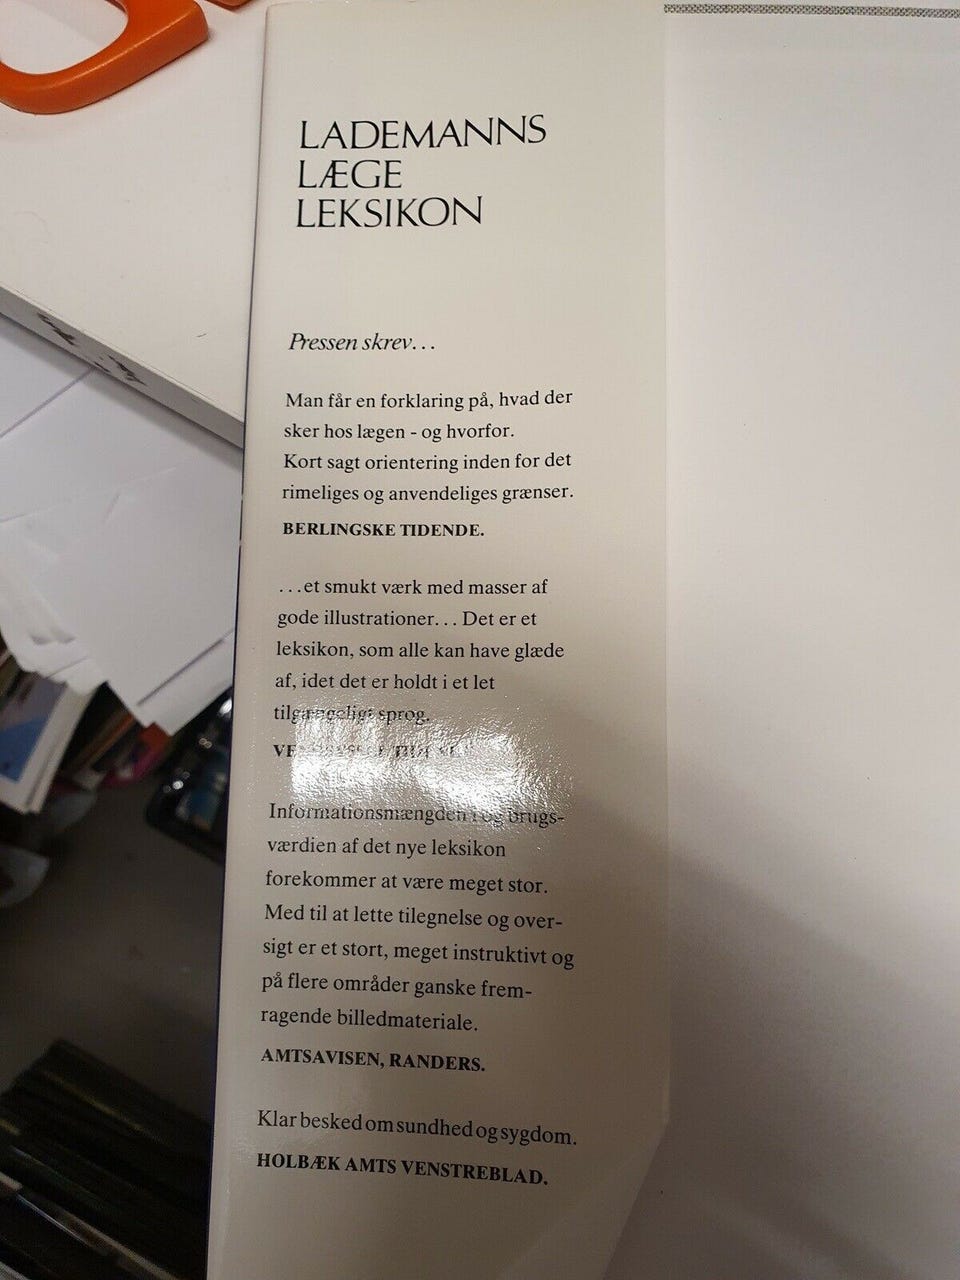 LADEMANNS
LÆGE
LEKSIKON
Pressen skrev...
Man får en forklaring på, hvad der
sker hos lægen - og hvorfor.
Kort sagt orientering inden for det
rimeliges og anvendeliges grænser.
BERLINGSKE TIDENDE.
...et smukt værk med masser af
gode illustrationer... Det er et
leksikon, som alle kan have glæde
af, idet det er holdt i et let
tilgængeligt sprog.
Informationsmængden i og brugs-
værdien af det nye leksikon
forekommer at være meget stor.
Med til at lette tilegnelse og over-
sigt er et stort, meget instruktivt og
på flere områder ganske frem-
ragende billedmateriale.
AMTSAVISEN, RANDERS.
Klar besked om sundhed og sygdom.
HOLBÆK AMTS VENSTREBLAD.